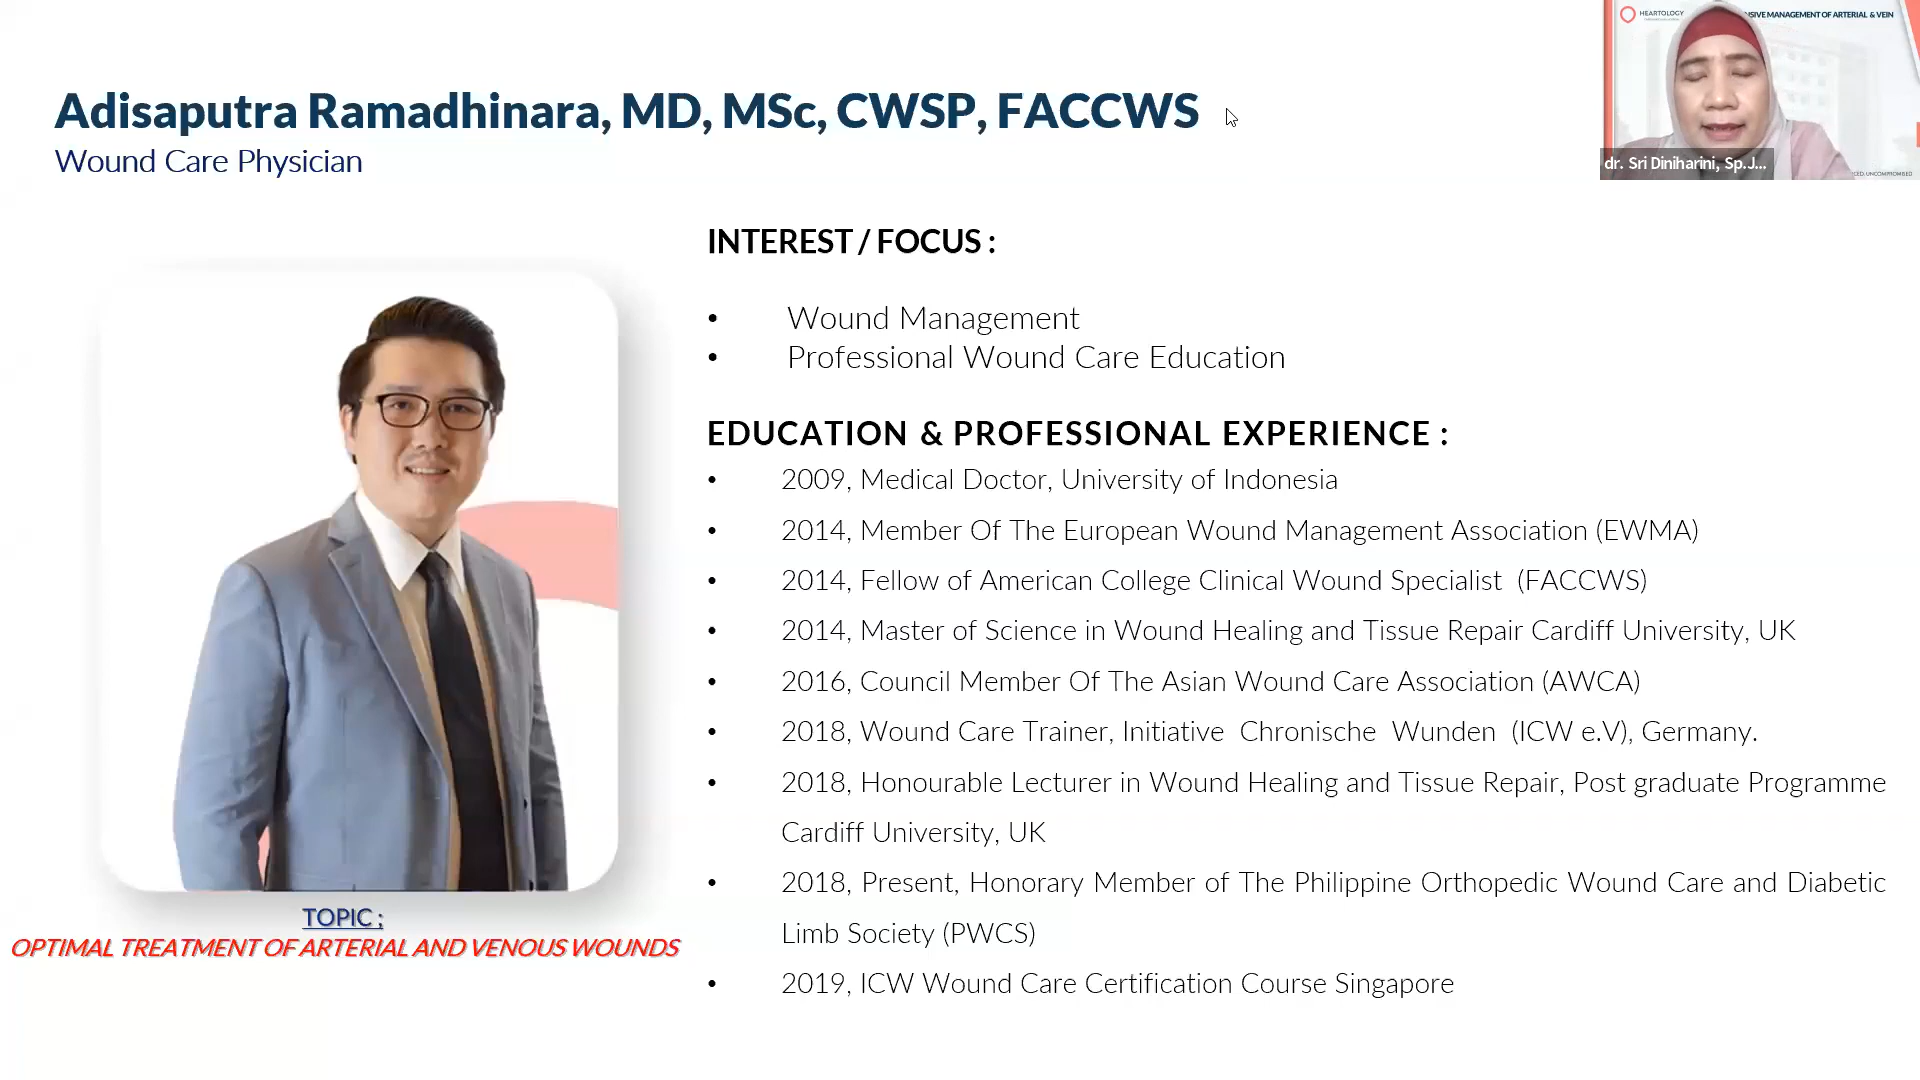 Adisaputra Ramadhinara, MD, MSc, CWSP, FACCWS
Wound Care Physician
HEARTOLOGY
SIVE MANAGEMENT OF ARTERIAL & VEIN
dr. Sri Diniharini, Sp.J...
UNCOMPROMISED
INTEREST / FOCUS :
• Wound Management
• Professional Wound Care Education
EDUCATION & PROFESSIONAL EXPERIENCE :
• 2009, Medical Doctor, University of Indonesia
• 2014, Member Of The European Wound Management Association (EWMA)
• 2014, Fellow of American College Clinical Wound Specialist (FACCWS)
• 2014, Master of Science in Wound Healing and Tissue Repair Cardiff University, UK
• 2016, Council Member Of The Asian Wound Care Association (AWCA)
• 2018, Wound Care Trainer, Initiative Chronische Wunden (ICW e.V), Germany.
• 2018, Honourable Lecturer in Wound Healing and Tissue Repair, Post graduate Programme
Cardiff University, UK
• 2018, Present, Honorary Member of The Philippine Orthopedic Wound Care and Diabetic
Limb Society (PWCS)
• 2019, ICW Wound Care Certification Course Singapore
TOPIC ;
OPTIMAL TREATMENT OF ARTERIAL AND VENOUS WOUNDS